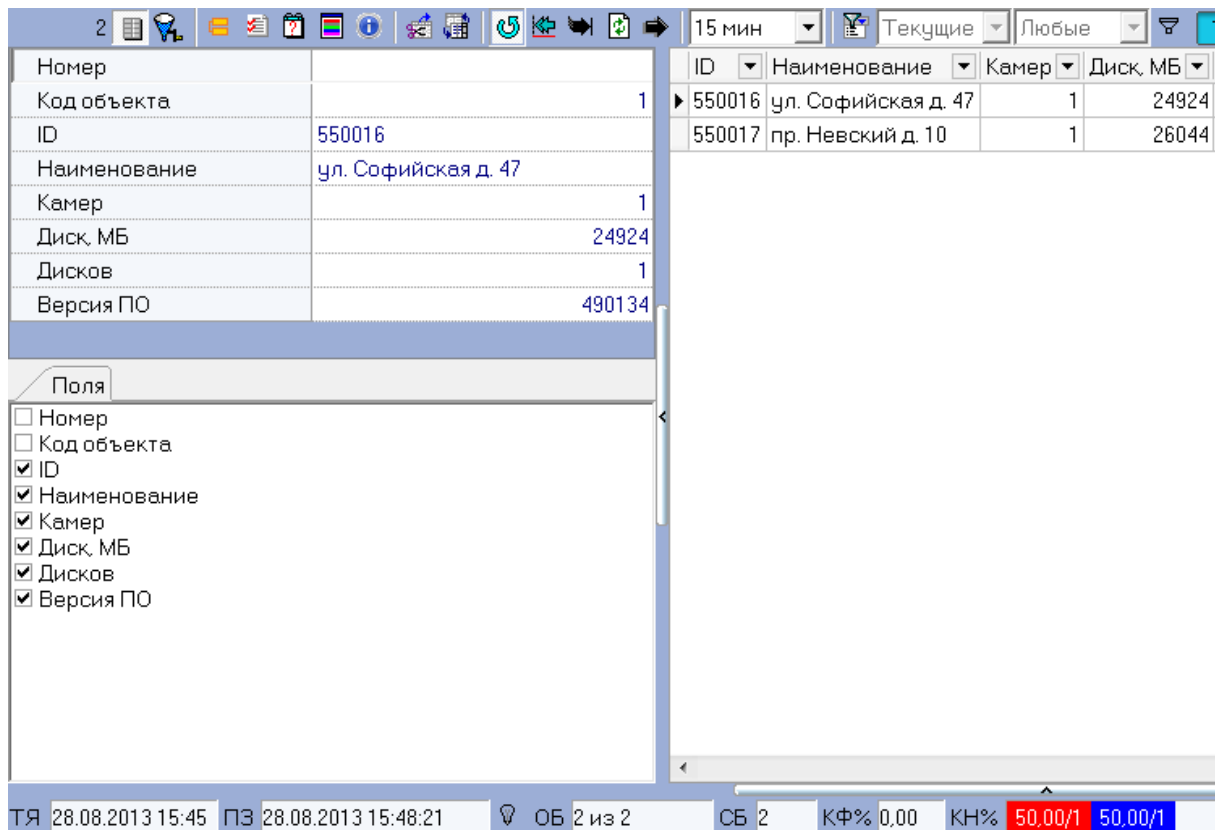 2 15 мин Текущие Любые
Номер
Код объекта 1
ID 550016
Наименование ул. Софийская д. 47
Камер 1
Диск, МБ 24924
Дисков 1
Версия ПО 490134
ID Наименование Камер Диск, МБ
550016 ул. Софийская д. 47 1 24924
550017 пр. Невский д. 10 1 26044
Поля
Номер
Код объекта
ID
Наименование
Камер
Диск, МБ
Дисков
Версия ПО
ТЯ 28.08.2013 15:45 ПЗ 28.08.2013 15:48:21 ОБ 2 из 2 СБ 2 КФ% 0,00 КН% 50,00/1 50,00/1